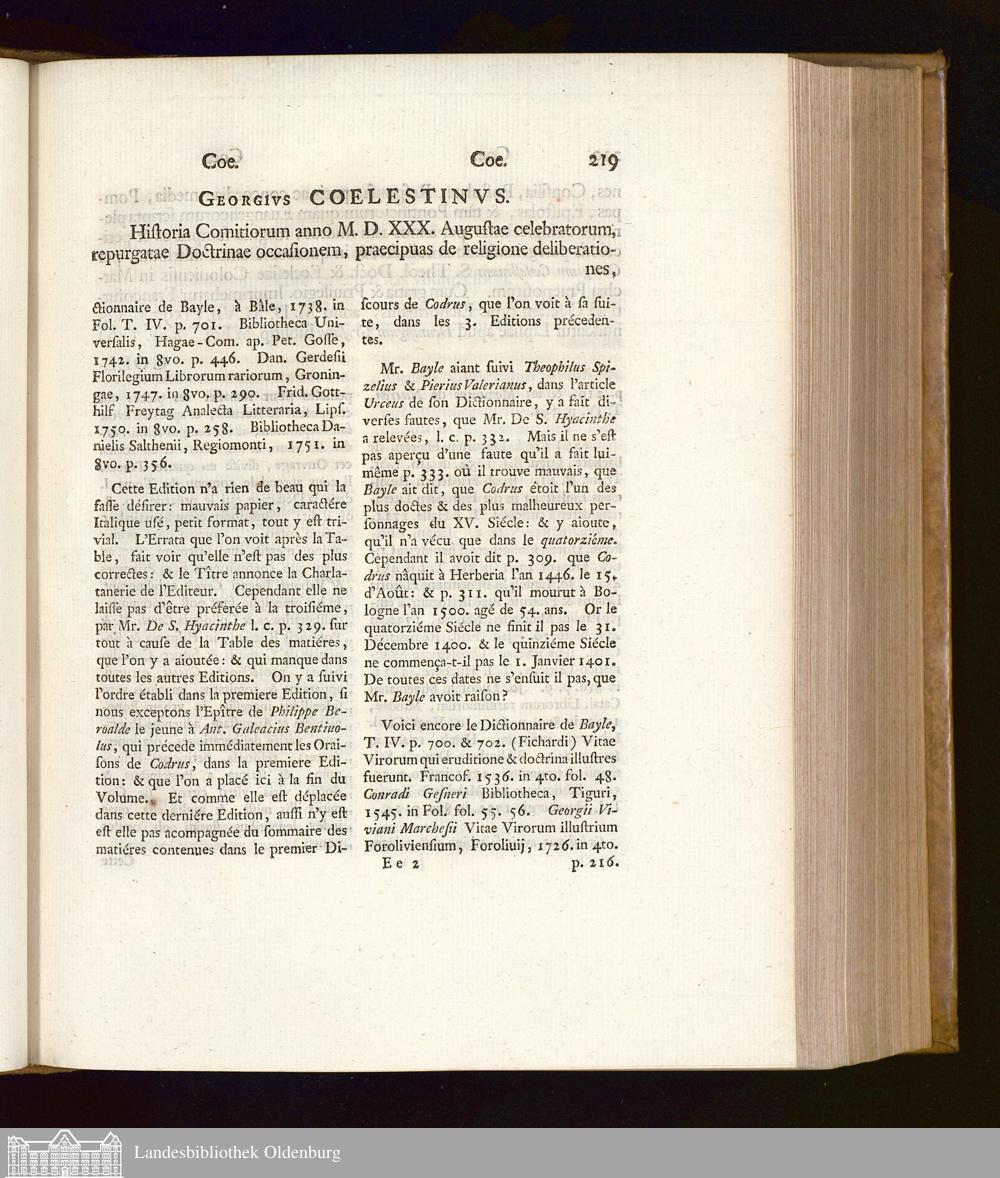 Coe. Coe. 219
GEORGIVS COELESTINVS.
Hiſtoria Comitiorum anno M. D. XXX. Auguſtae celebratorum,
repurgatae Doctrinae occaſionem, praecipuas de religione deliberatio-
nes,
ctionnaire de Bayle, à Bâle, 1738. in
Fol. T. IV. p. 701. Bibliotheca Uni-
verſalis, Hagae-Com. ap. Pet. Goſſe,
1742. in 8vo. p. 446. Dan. Gerdeſii
Florilegium Librorum rariorum, Gronin-
gae, 1747. in 8vo. p. 290. Frid. Gott-
hilf Freytag Analecta Litteraria, Lipſ.
1750. in 8vo. p. 258. Bibliotheca Da-
nielis Salthenii, Regiomonti, 1751. in
8vo. p. 356.
Cette Edition n'a rien de beau qui la
faſſe déſirer: mauvais papier, caractére
Italique uſé, petit format, tout y eſt tri-
vial. L'Errata que l'on voit après la Ta-
ble, fait voir qu'elle n'eſt pas des plus
correctes: & le Tître annonce la Charla-
tanerie de l'Editeur. Cependant elle ne
laiſſe pas d'être préferée à la troiſiéme,
par Mr. De S. Hyacinthe l. c. p. 329. ſur
tout à cauſe de la Table des matiéres,
que l'on y a aioutée: & qui manque dans
toutes les autres Editions. On y a ſuivi
l'ordre établi dans la premiere Edition, ſi
nous exceptons l'Epître de Philippe Be-
roalde le jeune à Ant. Galeacius Bentiuo-
lus, qui précede immédiatement les Orai-
ſons de Codrus, dans la premiere Edi-
tion: & que l'on a placé ici à la fin du
Volume. Et comme elle eſt déplacée
dans cette derniére Edition, auſſi n'y eſt
eſt elle pas acompagnée du ſommaire des
matiéres contenues dans le premier Di-
ſcours de Codrus, que l'on voit à ſa ſui-
te, dans les 3. Editions préceden-
tes.
Mr. Bayle aiant ſuivi Theophilus Spi-
zelius & Pierius Valerianus, dans l'article
Urceus de ſon Dictionnaire, y a fait di-
verſes fautes, que Mr. De S. Hyacinthe
a relevées, l. c. p. 332. Mais il ne s'eſt
pas aperçu d'une faute qu'il a fait lui-
même p. 333. où il trouve mauvais, que
Bayle ait dit, que Codrus étoit l'un des
plus doctes & des plus malheureux per-
ſonnages du XV. Siécle: & y aioute,
qu'il n'a vécu que dans le quatorziéme.
Cependant il avoit dit p. 309. que Co-
drus nâquit à Herberia l'an 1446. le 15.
d'Août: & p. 311. qu'il mourut à Bo-
logne l'an 1500. agé de 54. ans. Or le
quatorziéme Siécle ne finit il pas le 31.
Décembre 1400. & le quinziéme Siécle
ne commença-t-il pas le 1. Janvier 1401.
De toutes ces dates ne s'enſuit il pas, que
Mr. Bayle avoit raiſon?
Voici encore le Dictionnaire de Bayle,
T. IV. p. 700. & 702. (Fichardi) Vitae
Virorum qui eruditione & doctrina illuſtres
fuerunt. Francof. 1536. in 4to. fol. 48.
Conradi Geſneri Bibliotheca, Tiguri,
1545. in Fol. fol. 55. 56. Georgii Vi-
viani Marcheſii Vitae Virorum illuſtrium
Foroliviensium, Foroliuij, 1726. in 4to.
E e 2 p. 216.
Landesbibliothek Oldenburg